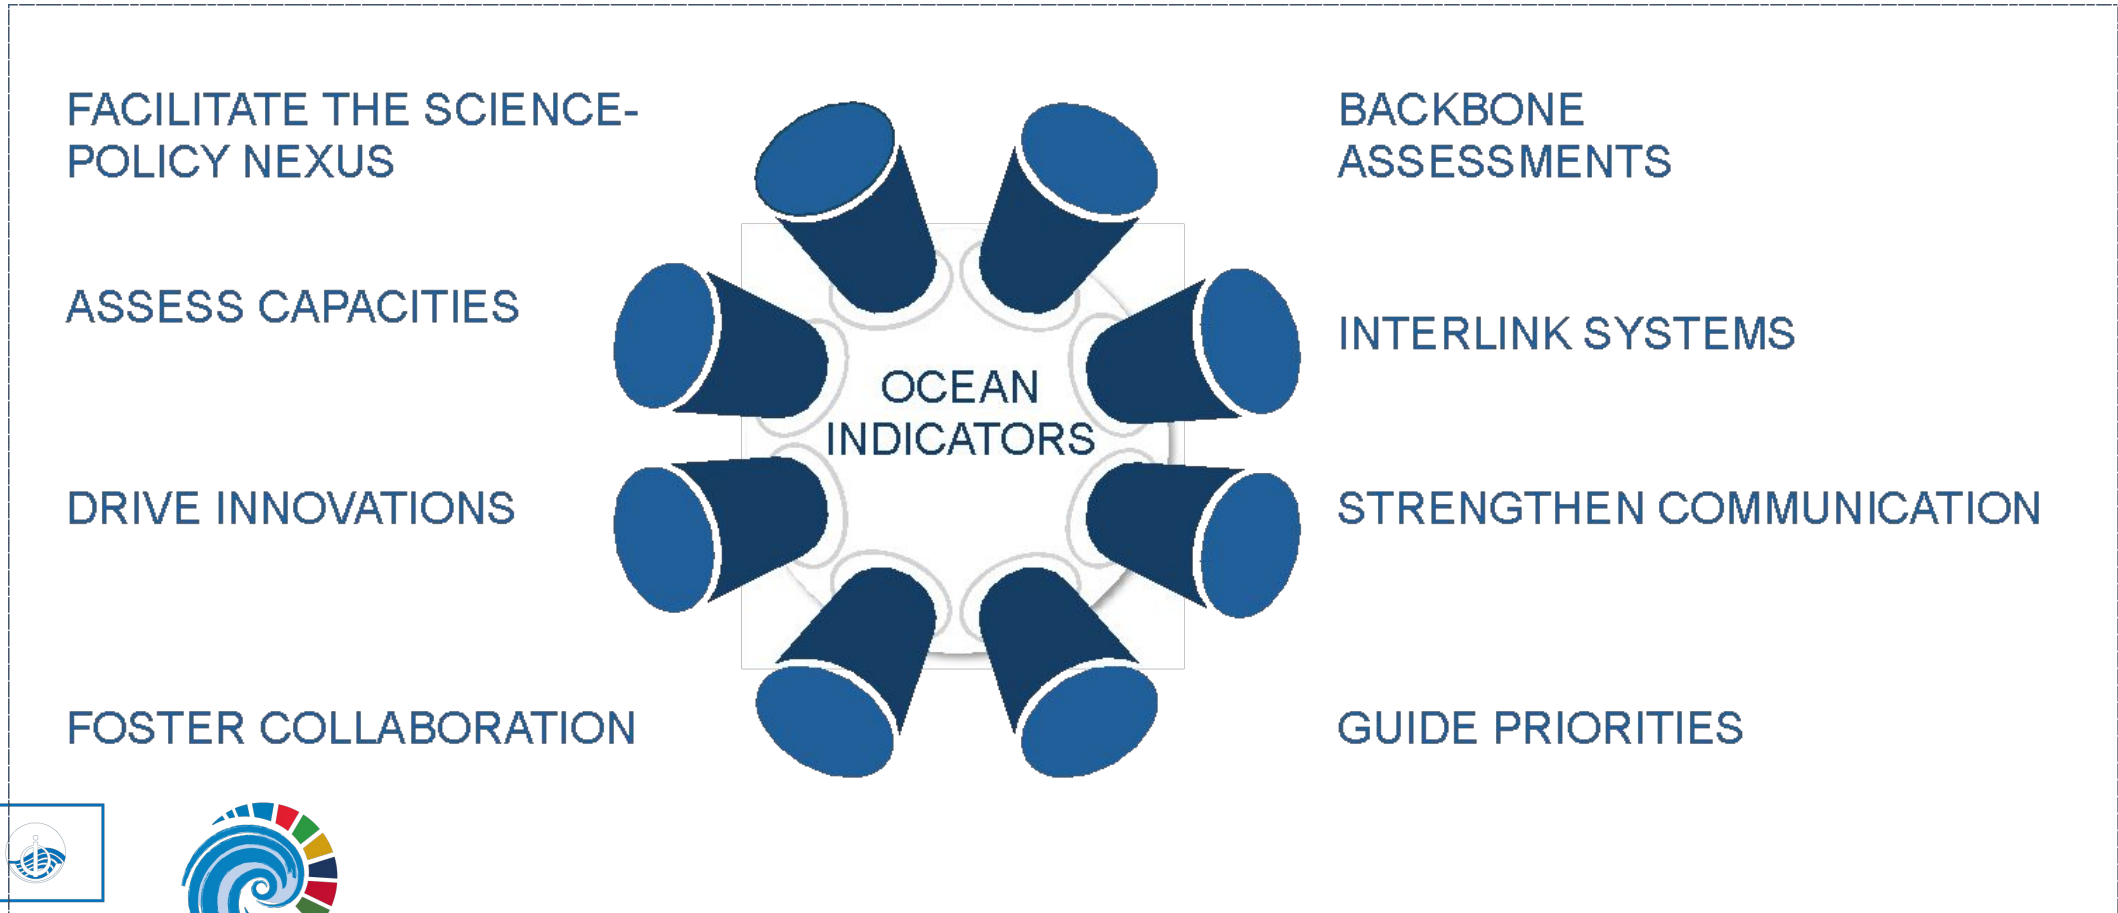 FACILITATE THE SCIENCE-
POLICY NEXUS
ASSESS CAPACITIES
DRIVE INNOVATIONS
FOSTER COLLABORATION
OCEAN
INDICATORS
BACKBONE
ASSESSMENTS
INTERLINK SYSTEMS
STRENGTHEN COMMUNICATION
GUIDE PRIORITIES